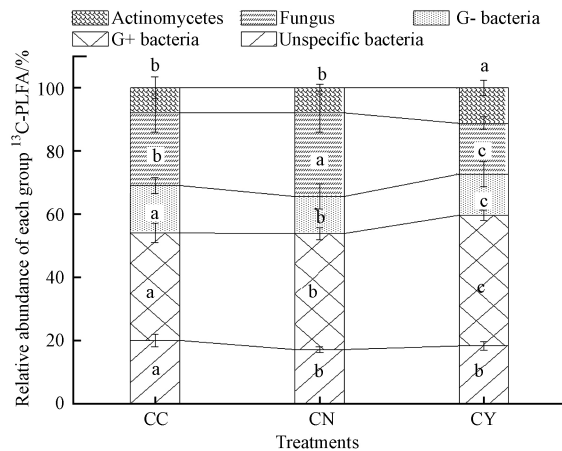 Actinomycetes Fungus G- bacteria
G+ bacteria Unspecific bacteria
Relative abundance of each group ¹³C-PLFA/%
100
80
60
40
20
0
b b a
b a c
a b c
a b c
a b b
CC CN CY
Treatments